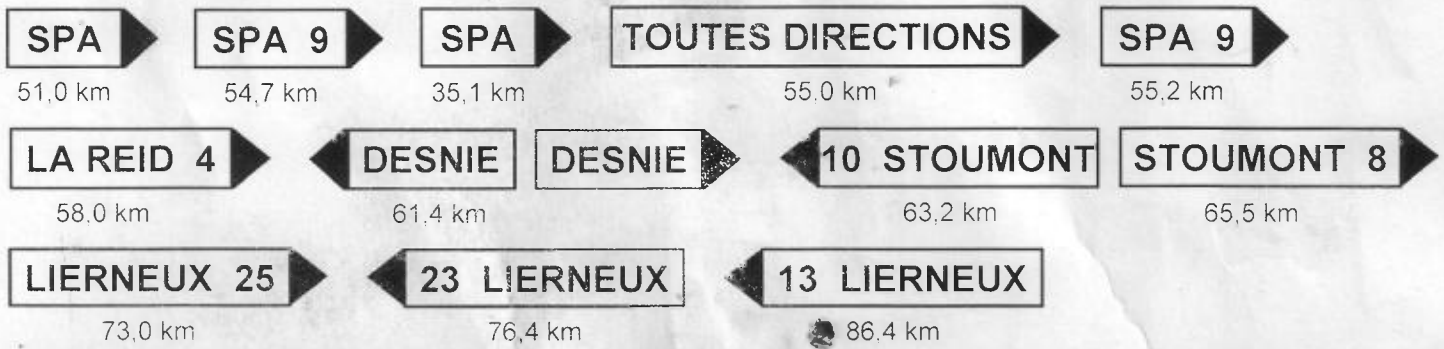 SPA SPA 9 SPA TOUTES DIRECTIONS SPA 9
51,0 km 54,7 km 35,1 km 55,0 km 55,2 km
LA REID 4 DESNIE DESNIE 10 STOUMONT STOUMONT 8
58,0 km 61,4 km 63,2 km 65,5 km
LIERNEUX 25 23 LIERNEUX 13 LIERNEUX
73,0 km 76,4 km 86,4 km